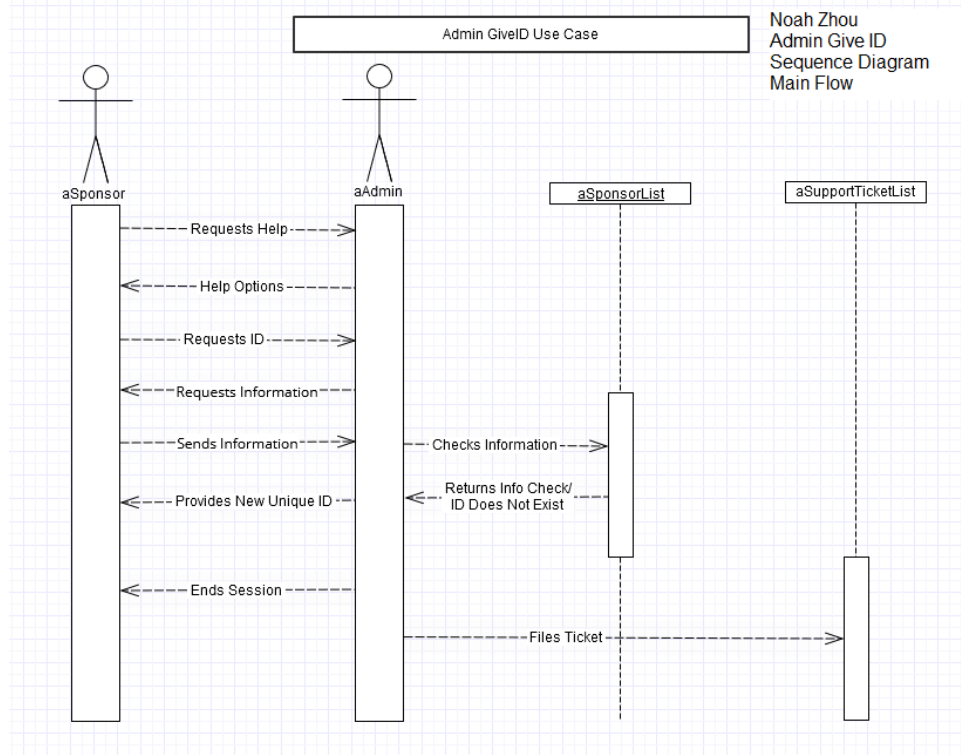 Admin GiveID Use Case
Noah Zhou
Admin Give ID
Sequence Diagram
Main Flow
aSponsor
aAdmin
aSponsorList
aSupportTicketList
Requests Help
Help Options
Requests ID
Requests Information
Sends Information
Checks Information
Returns Info Check/
ID Does Not Exist
Provides New Unique ID
Ends Session
Files Ticket